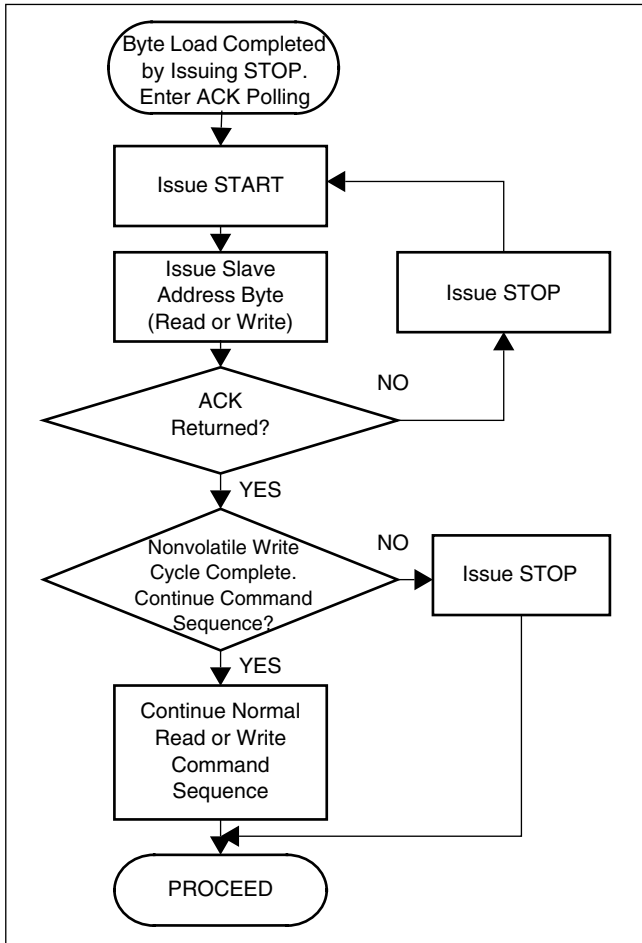 Byte Load Completed
by Issuing STOP.
Enter ACK Polling
Issue START
Issue Slave
Address Byte
(Read or Write)
Issue STOP
ACK
Returned?
NO
YES
Nonvolatile Write
Cycle Complete.
Continue Command
Sequence?
NO
Issue STOP
YES
Continue Normal
Read or Write
Command
Sequence
PROCEED